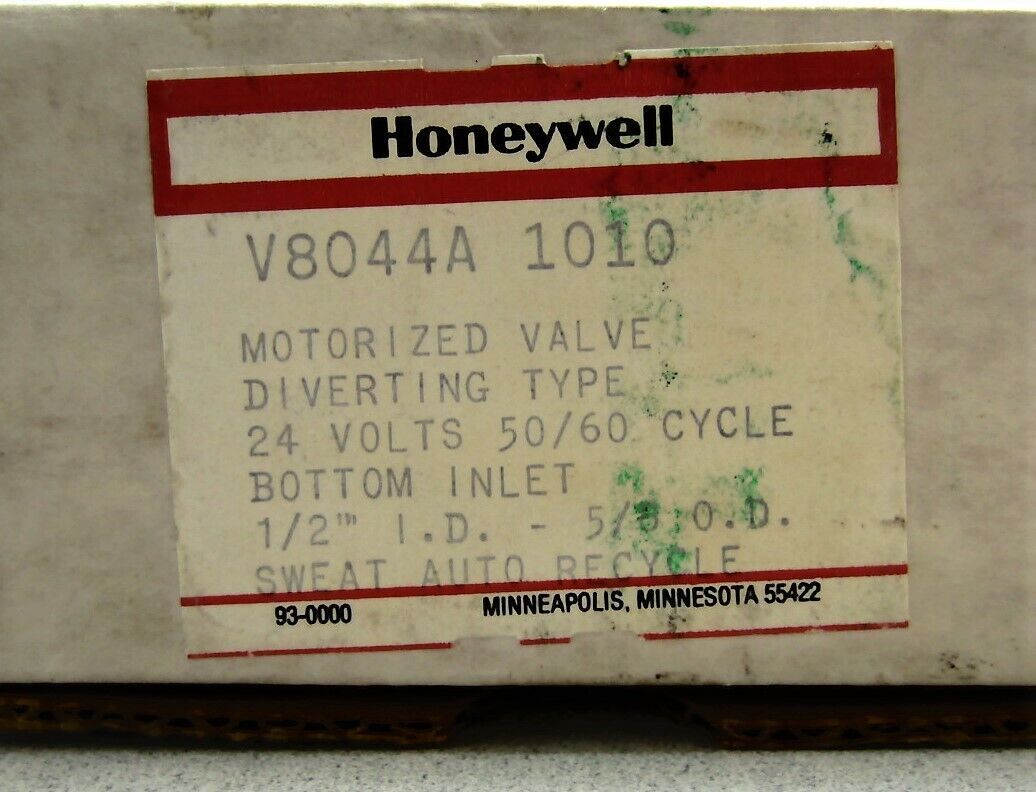 Honeywell
V8044A 1010
MOTORIZED VALVE
DIVERTING TYPE
24 VOLTS 50/60 CYCLE
BOTTOM INLET
1/2"" I.D. - 5/8 O.D.
SWEAT AUTO RECYCLE
93-0000 MINNEAPOLIS, MINNESOTA 55422